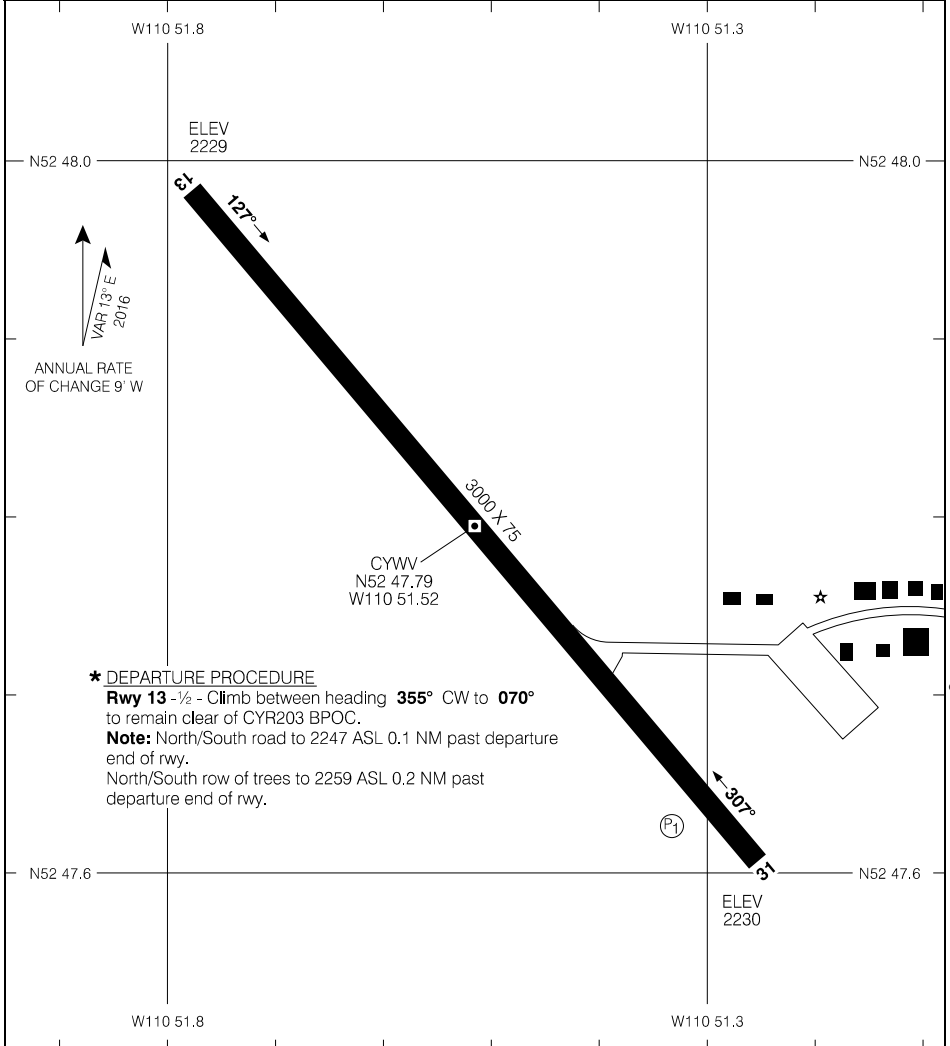 W110 51.8
W110 51.3
ELEV
2229
N52 48.0
N52 48.0
13
127°
VAR 13° E
2016
ANNUAL RATE
OF CHANGE 9' W
3000 X 75
CYWV
N52 47.79
W110 51.52
* DEPARTURE PROCEDURE
Rwy 13 -½ - Climb between heading 355° CW to 070°
to remain clear of CYR203 BPOC.
Note: North/South road to 2247 ASL 0.1 NM past departure
end of rwy.
North/South row of trees to 2259 ASL 0.2 NM past
departure end of rwy.
307°
P1
31
N52 47.6
N52 47.6
ELEV
2230
W110 51.8
W110 51.3